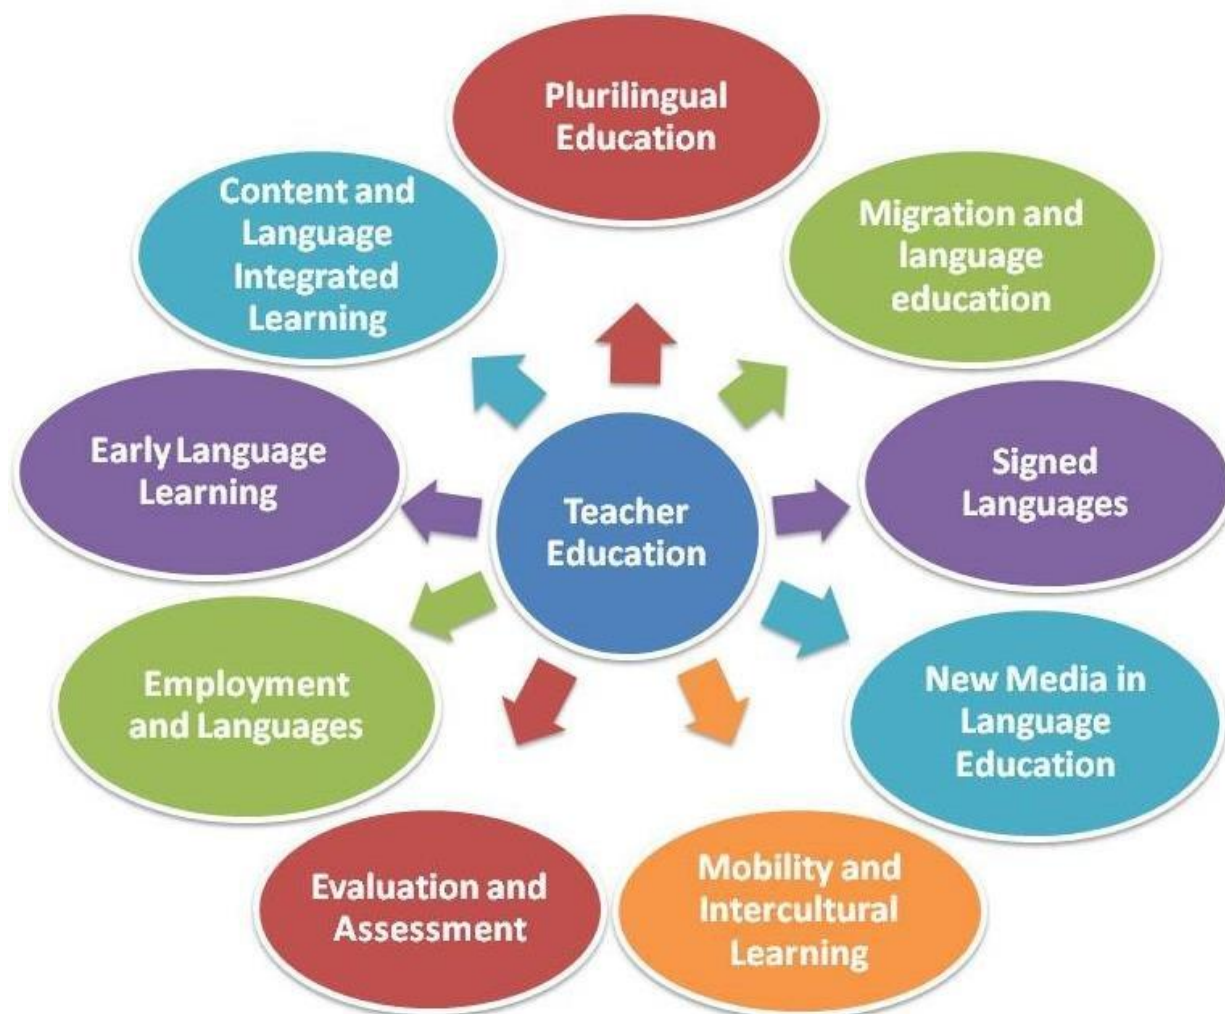 Plurilingual
Education
Migration and
language
education
Signed
Languages
New Media in
Language
Education
Mobility and
Intercultural
Learning
Evaluation and
Assessment
Employment
and Languages
Early Language
Learning
Content and
Language
Integrated
Learning
Teacher
Education